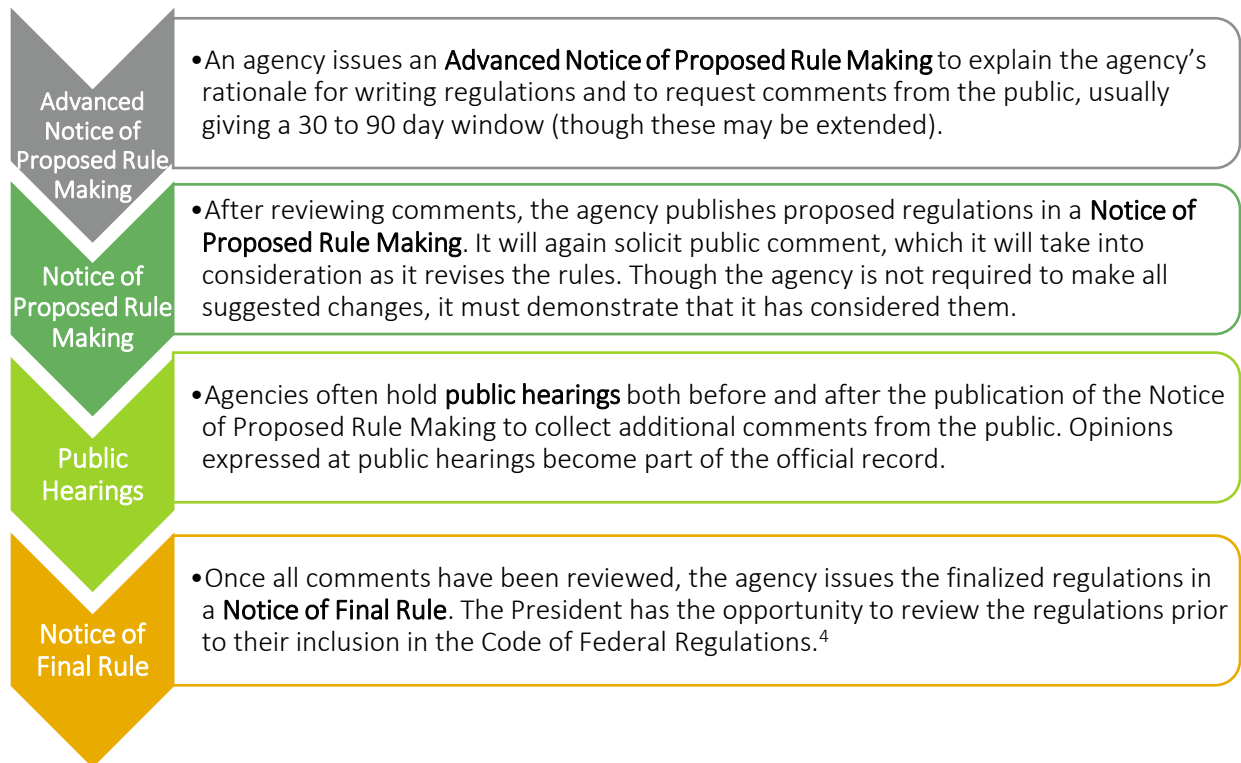 Advanced
Notice of
Proposed Rule
Making
•An agency issues an Advanced Notice of Proposed Rule Making to explain the agency's
rationale for writing regulations and to request comments from the public, usually
giving a 30 to 90 day window (though these may be extended).
Notice of
Proposed Rule
Making
•After reviewing comments, the agency publishes proposed regulations in a Notice of
Proposed Rule Making. It will again solicit public comment, which it will take into
consideration as it revises the rules. Though the agency is not required to make all
suggested changes, it must demonstrate that it has considered them.
Public
Hearings
•Agencies often hold public hearings both before and after the publication of the Notice
of Proposed Rule Making to collect additional comments from the public. Opinions
expressed at public hearings become part of the official record.
Notice of
Final Rule
•Once all comments have been reviewed, the agency issues the finalized regulations in
a Notice of Final Rule. The President has the opportunity to review the regulations prior
to their inclusion in the Code of Federal Regulations.4